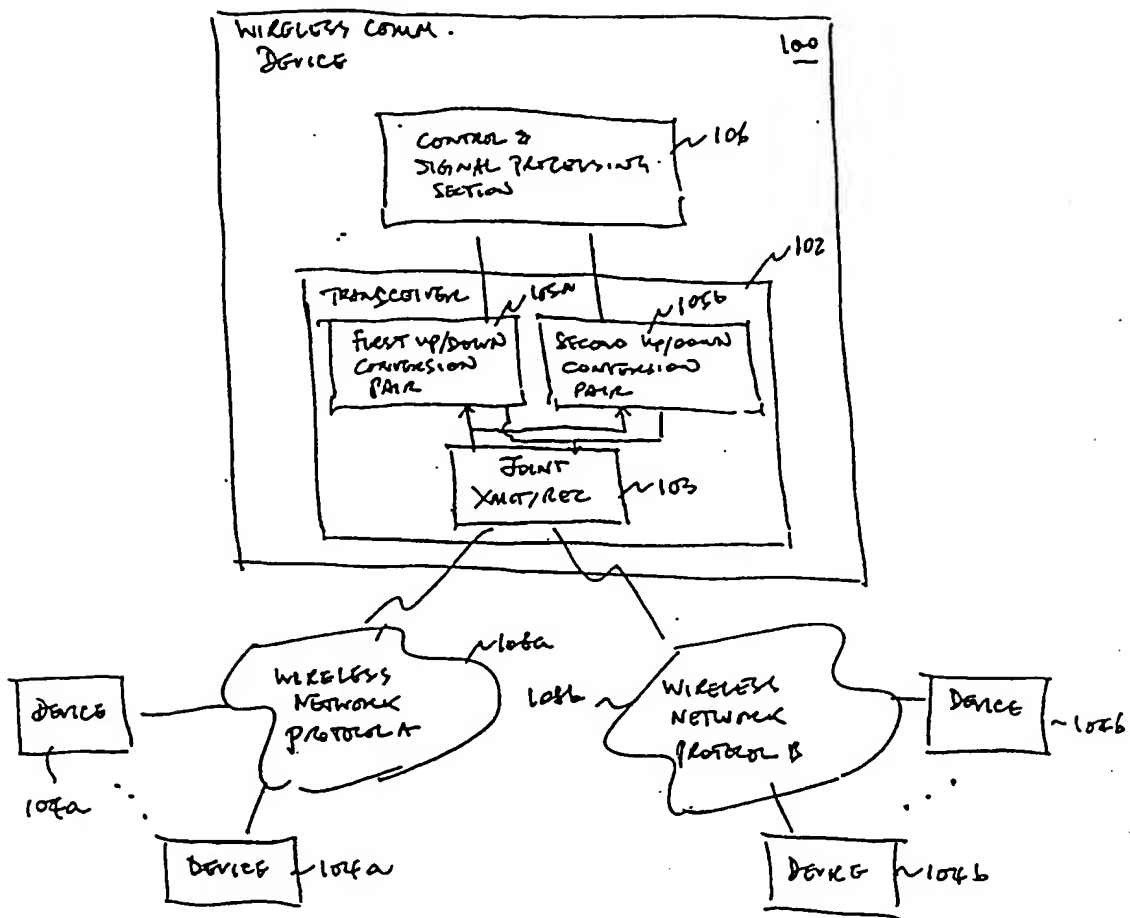 WIRELESS COMM.
DEVICE
100
CONTROL &
SIGNAL PROCESSING
SECTION
106
102
TRANSCEIVER
105a
105b
FIRST UP/DOWN
CONVERSION
PAIR
SECOND UP/DOWN
CONVERSION
PAIR
JOINT
XMIT/REC
103
108a
WIRELESS
NETWORK
PROTOCOL A
108b
WIRELESS
NETWORK
PROTOCOL B
DEVICE
104a
DEVICE
104b
DEVICE
104a
DEVICE
104b